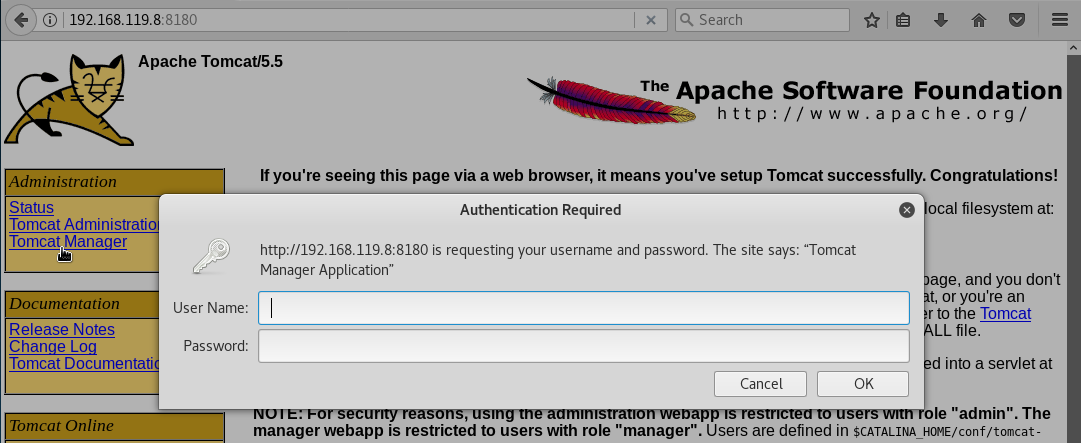 192.168.119.8:8180
Search
Apache Tomcat/5.5
The Apache Software Foundation
http://www.apache.org/
Administration
Status
Tomcat Administration
Tomcat Manager
If you're seeing this page via a web browser, it means you've setup Tomcat successfully. Congratulations!
local filesystem at:
Authentication Required
http://192.168.119.8:8180 is requesting your username and password. The site says: “Tomcat
Manager Application”
User Name:
Password:
Cancel
OK
page, and you don't
at, or you're an
er to the Tomcat
ALL file.
ed into a servlet at
Documentation
Release Notes
Change Log
Tomcat Documentatio
Tomcat Online
NOTE: For security reasons, using the administration webapp is restricted to users with role "admin". The
manager webapp is restricted to users with role "manager". Users are defined in $CATALINA_HOME/conf/tomcat-